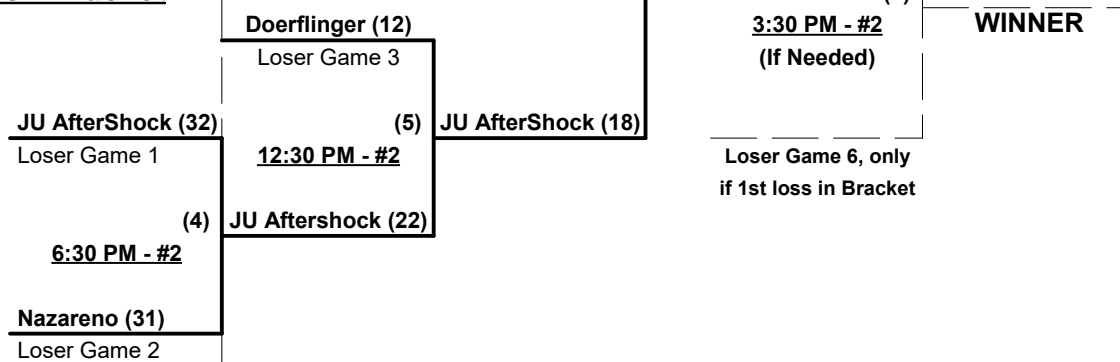 Doerflinger (12)
Loser Game 3
3:30 PM - #2
(If Needed)
WINNER
JU AfterShock (32)
Loser Game 1
(5)
12:30 PM - #2
JU AfterShock (18)
Loser Game 6, only
if 1st loss in Bracket
(4)
6:30 PM - #2
JU Aftershock (22)
Nazareno (31)
Loser Game 2